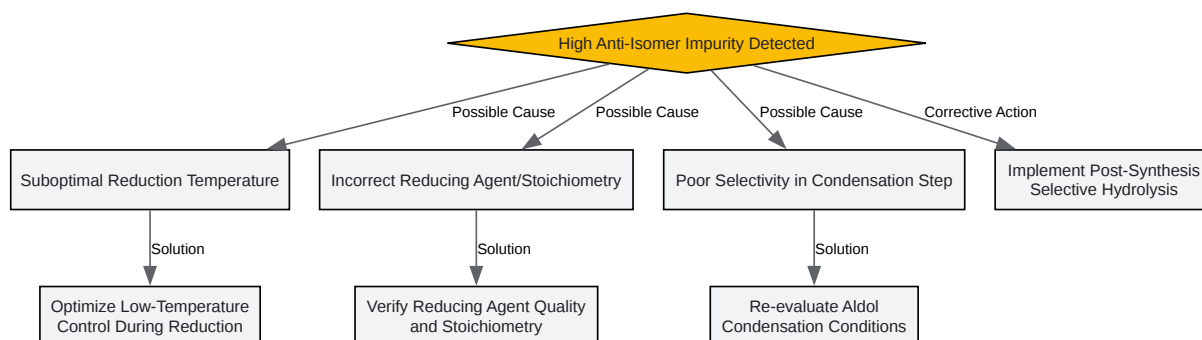 High Anti-Isomer Impurity Detected
Possible Cause
Possible Cause
Possible Cause
Corrective Action
Suboptimal Reduction Temperature
Incorrect Reducing Agent/Stoichiometry
Poor Selectivity in Condensation Step
Implement Post-Synthesis
Selective Hydrolysis
Solution
Solution
Solution
Optimize Low-Temperature
Control During Reduction
Verify Reducing Agent Quality
and Stoichiometry
Re-evaluate Aldol
Condensation Conditions